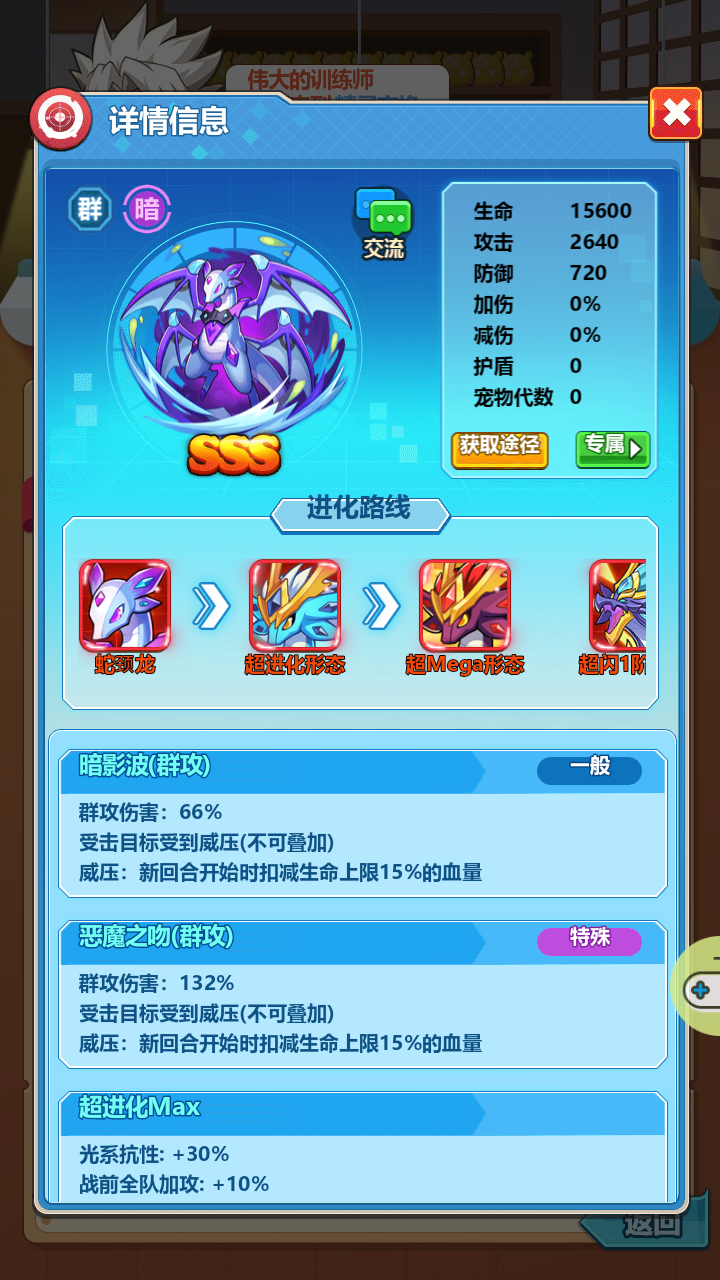 伟大的训练师
详情信息
群
暗
交流
生命 15600
攻击 2640
防御 720
加伤 0%
减伤 0%
护盾 0
宠物代数 0
获取途径
专属
SSS
进化路线
蛇颈龙
超进化形态
超Mega形态
超闪1阶
暗影波(群攻)
一般
群攻伤害：66%
受击目标受到威压(不可叠加)
威压：新回合开始时扣减生命上限15%的血量
恶魔之吻(群攻)
特殊
群攻伤害：132%
受击目标受到威压(不可叠加)
威压：新回合开始时扣减生命上限15%的血量
超进化Max
光系抗性: +30%
战前全队加攻: +10%
返回